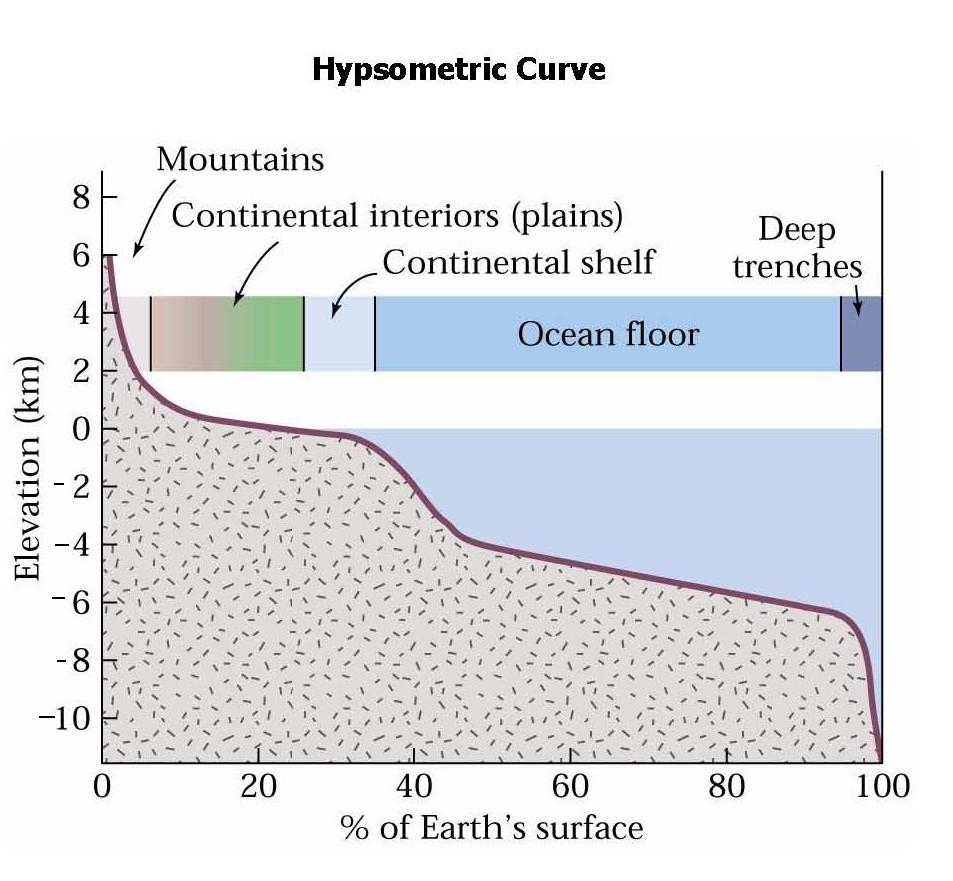 Hypsometric Curve
Mountains
Continental interiors (plains)
Continental shelf
Deep
trenches
Ocean floor
Elevation (km)
8
6
4
2
0
-2
-4
-6
-8
-10
0 20 40 60 80 100
% of Earth's surface